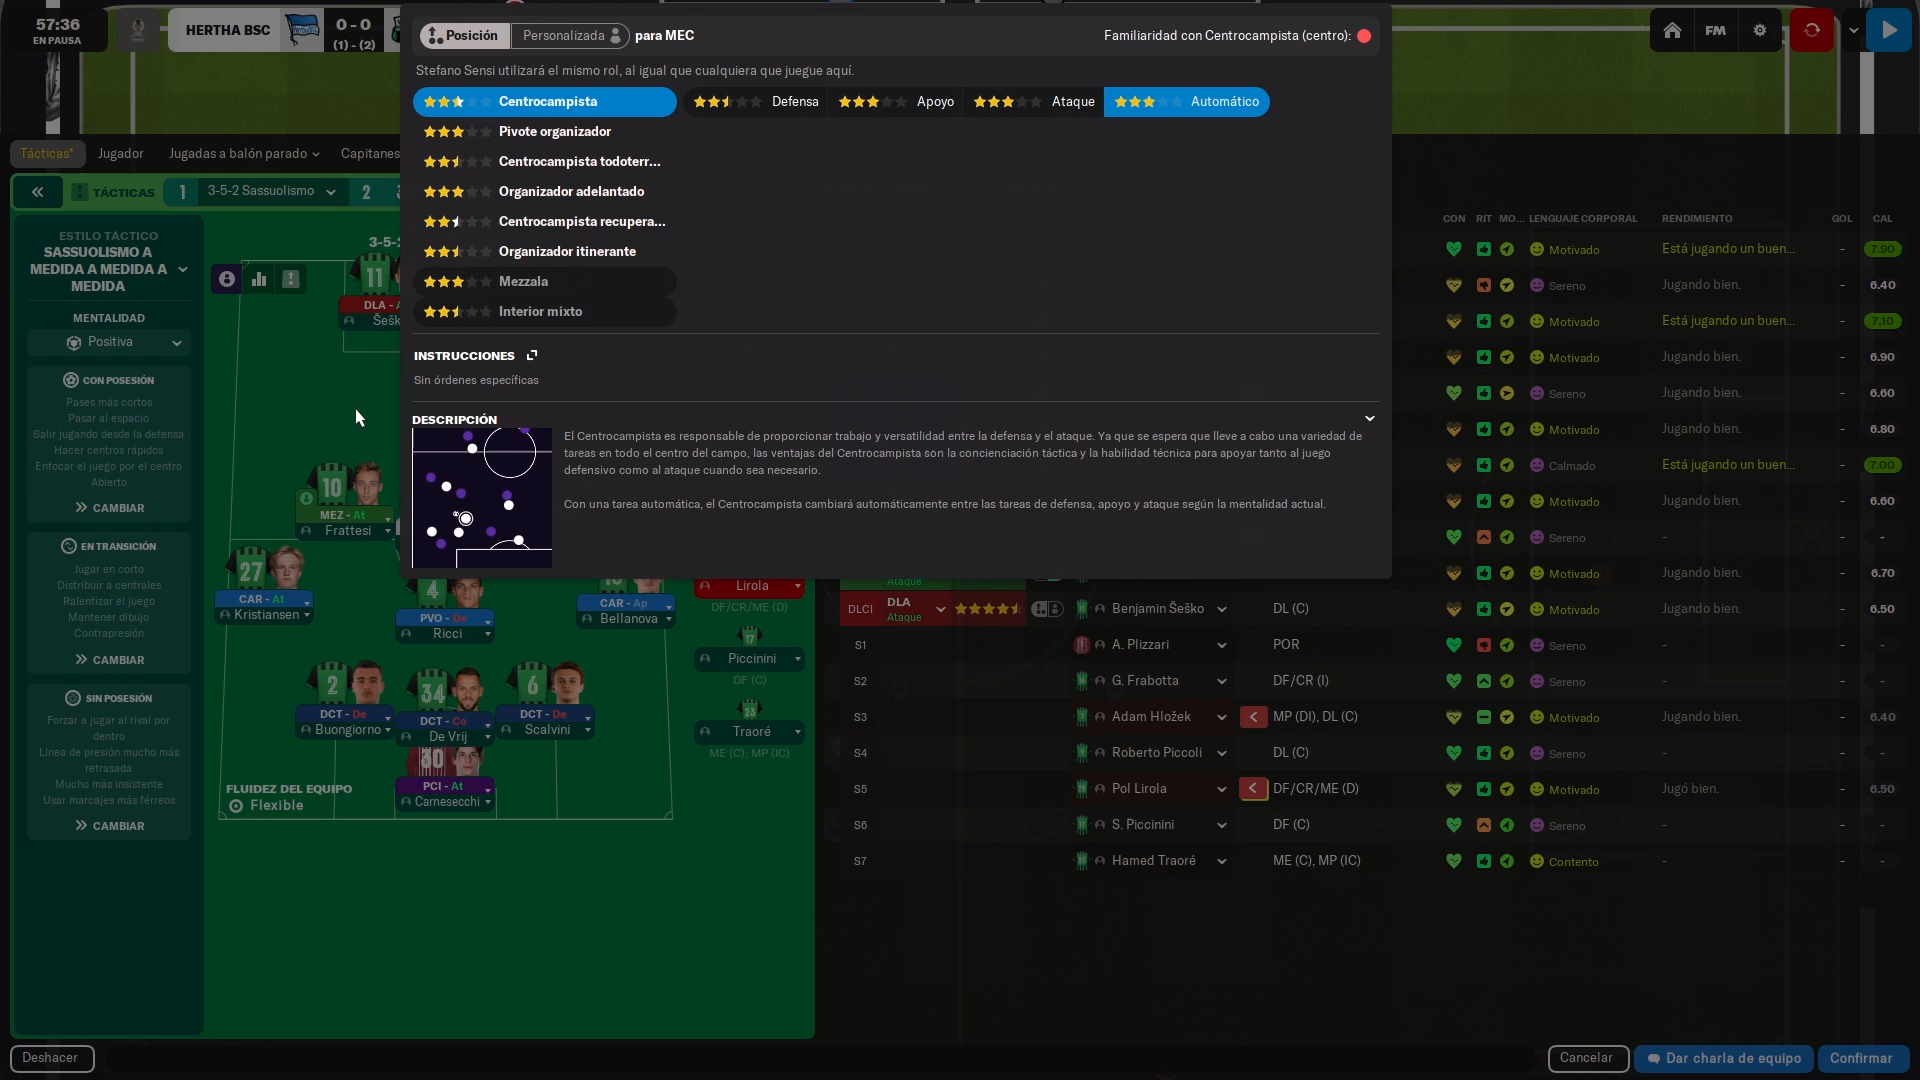 57:36
EN PAUSA
HERTHA BSC
0 - 0
(1) - (2)
FM
Posición
Personalizada
para MEC
Familiaridad con Centrocampista (centro):
Stefano Sensi utilizará el mismo rol, al igual que cualquiera que juegue aquí.
Centrocampista
Defensa
Apoyo
Ataque
Automático
Pivote organizador
Centrocampista todoterr...
Organizador adelantado
Centrocampista recupera...
Organizador itinerante
Mezzala
Interior mixto
INSTRUCCIONES
Sin órdenes específicas
DESCRIPCIÓN
El Centrocampista es responsable de proporcionar trabajo y versatilidad entre la defensa y el ataque. Ya que se espera que lleve a cabo una variedad de
tareas en todo el centro del campo, las ventajas del Centrocampista son la concienciación táctica y la habilidad técnica para apoyar tanto al juego
defensivo como al ataque cuando sea necesario.
Con una tarea automática, el Centrocampista cambiará automáticamente entre las tareas de defensa, apoyo y ataque según la mentalidad actual.
Tácticas*
Jugador
Jugadas a balón parado
Capitanes
TÁCTICAS
1
3-5-2 Sassuolismo
2
ESTILO TÁCTICO
SASSUOLISMO A
MEDIDA A MEDIDA A
MEDIDA
MENTALIDAD
Positiva
CON POSESIÓN
Pases más cortos
Pasar al espacio
Salir jugando desde la defensa
Hacer centros rápidos
Enfocar el juego por el centro
Abierto
CAMBIAR
EN TRANSICIÓN
Jugar en corto
Distribuir a centrales
Ralentizar el juego
Mantener dibujo
Contrapresión
CAMBIAR
SIN POSESIÓN
Forzar a jugar al rival por
dentro
Línea de presión mucho más
retrasada
Mucho más insistente
Usar marcajes más férreos
CAMBIAR
3-5-
11
DLA -
Šešk
10
MEZ - At
Frattesi
27
CAR - At
Kristiansen
4
PVO - De
Ricci
CAR - Ap
Bellanova
2
DCT - De
Buongiorno
34
DCT - Co
De Vrij
6
DCT - De
Scalvini
30
PCI - At
Carnesecchi
FLUIDEZ DEL EQUIPO
Flexible
Lirola
DF/CR/ME (D)
17
Piccinini
DF (C)
23
Traoré
ME (C), MP (IC)
CON
RIT
MO...
LENGUAJE CORPORAL
RENDIMIENTO
GOL
CAL
Motivado
Está jugando un buen...
-
7.90
Sereno
Jugando bien.
-
6.40
Motivado
Está jugando un buen...
-
7.10
Motivado
Jugando bien.
-
6.90
Sereno
Jugando bien.
-
6.60
Motivado
Jugando bien.
-
6.80
Calmado
Está jugando un buen...
-
7.00
Motivado
Jugando bien.
-
6.60
Sereno
-
-
-
Ataque
Motivado
Jugando bien.
-
6.70
DLCI
DLA
Ataque
Benjamin Šeško
DL (C)
Motivado
Jugando bien.
-
6.50
S1
A. Plizzari
POR
Sereno
-
-
-
S2
G. Frabotta
DF/CR (I)
Sereno
-
-
-
S3
Adam Hložek
MP (DI), DL (C)
Motivado
Jugando bien.
-
6.40
S4
Roberto Piccoli
DL (C)
Sereno
-
-
-
S5
Pol Lirola
DF/CR/ME (D)
Motivado
Jugó bien.
-
6.50
S6
S. Piccinini
DF (C)
Sereno
-
-
-
S7
Hamed Traoré
ME (C), MP (IC)
Contento
-
-
-
Deshacer
Cancelar
Dar charla de equipo
Confirmar